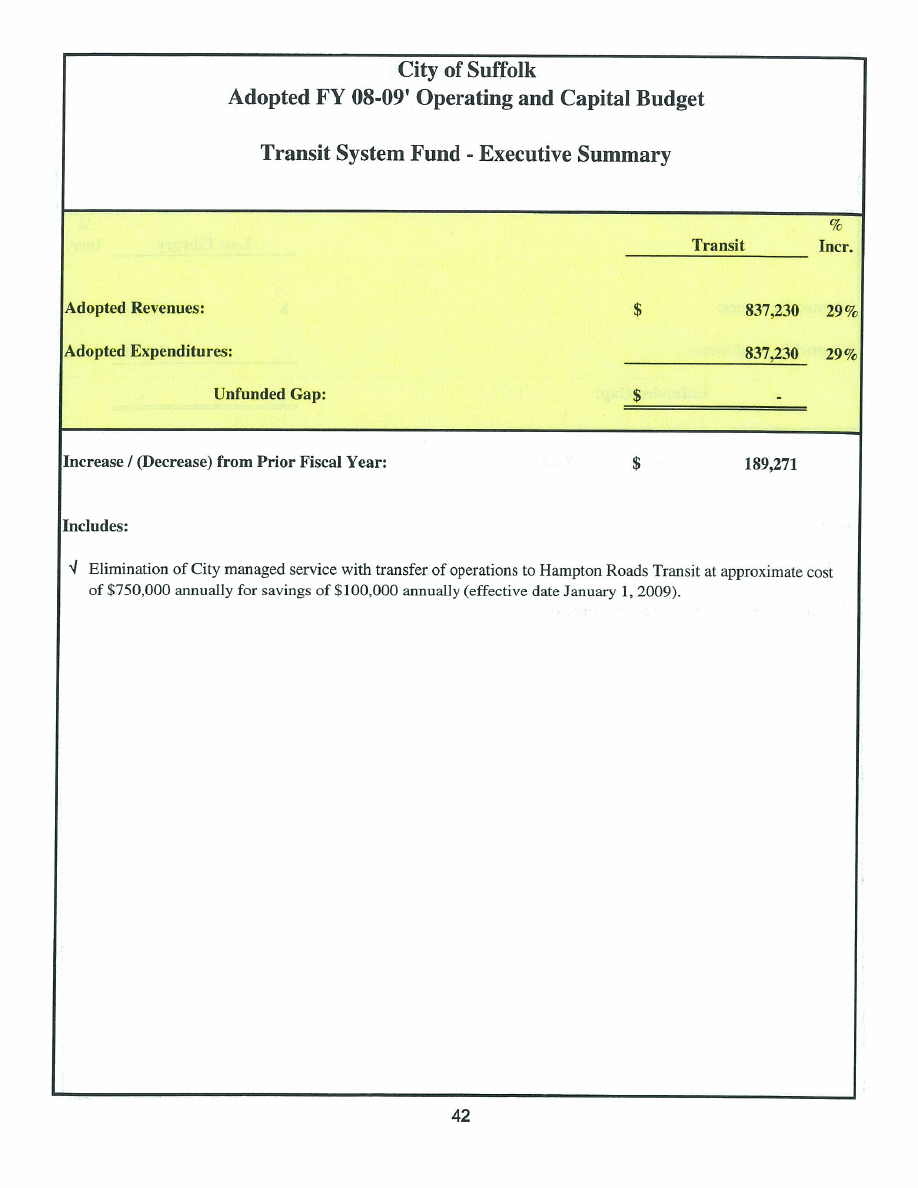 City of Suffolk
Adopted FY 08-09' Operating and Capital Budget
Transit System Fund - Executive Summary
%
Transit Incr.
Adopted Revenues: $ 837,230 29%
Adopted Expenditures: 837,230 29%
Unfunded Gap: $ -
Increase / (Decrease) from Prior Fiscal Year: $ 189,271
Includes:
√ Elimination of City managed service with transfer of operations to Hampton Roads Transit at approximate cost
of $750,000 annually for savings of $100,000 annually (effective date January 1, 2009).
42